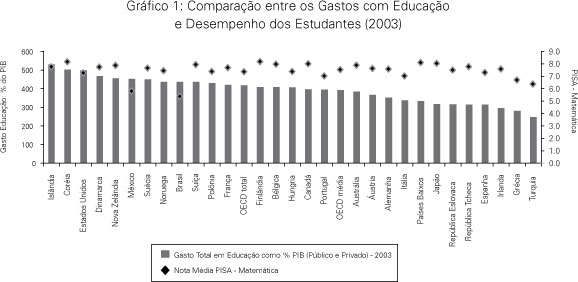 Gráfico 1: Comparação entre os Gastos com Educação
e Desempenho dos Estudantes (2003)
Gasto Educação: % do PIB
600
500
400
300
200
100
0
9.0
8.0
7.0
6.0
5.0
4.0
3.0
2.0
1.0
0.0
PISA - Matemática
Islândia
Coréia
Estados Unidos
Dinamarca
Nova Zelândia
México
Suécia
Noruega
Brasil
Suíça
Polônia
França
OECD total
Finlândia
Bélgica
Hungria
Canadá
Portugal
OECD média
Austrália
Áustria
Alemanha
Itália
Países Baixos
Japão
República Eslovaca
República Tcheca
Espanha
Irlanda
Grécia
Turquia
Gasto Total em Educação como % PIB (Público e Privado) - 2003
Nota Média PISA - Matemática